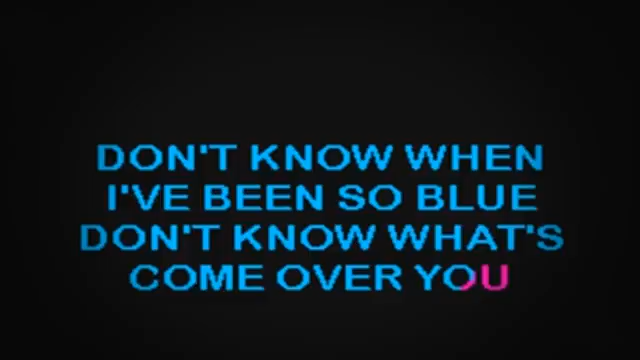 DON'T KNOW WHEN
I'VE BEEN SO BLUE
DON'T KNOW WHAT'S
COME OVER YOU